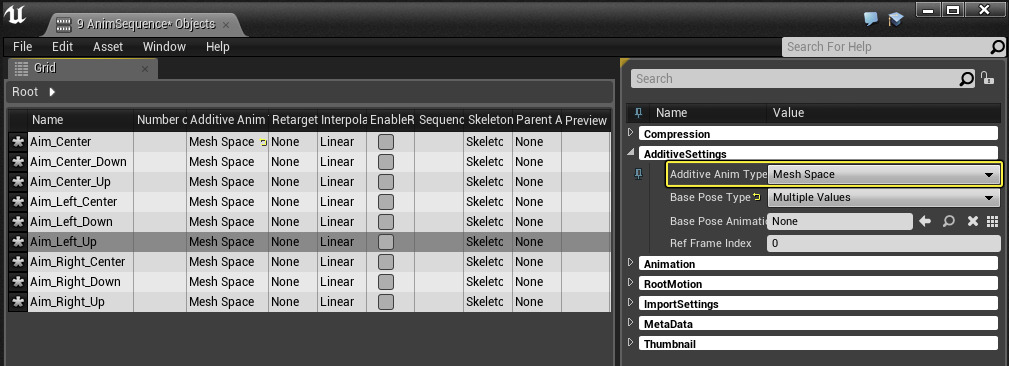 9 AnimSequence* Objects
File Edit Asset Window Help
Search For Help
Grid
Root
Name Number o Additive Anim Retarget Interpola EnableR Sequenc Skeleton Parent A Preview
Aim_Center Mesh Space None Linear Skeletc None
Aim_Center_Down Mesh Space None Linear Skeletc None
Aim_Center_Up Mesh Space None Linear Skeletc None
Aim_Left_Center Mesh Space None Linear Skeletc None
Aim_Left_Down Mesh Space None Linear Skeletc None
Aim_Left_Up Mesh Space None Linear Skeletc None
Aim_Right_Center Mesh Space None Linear Skeletc None
Aim_Right_Down Mesh Space None Linear Skeletc None
Aim_Right_Up Mesh Space None Linear Skeletc None
Search
Name Value
Compression
AdditiveSettings
Additive Anim Type Mesh Space
Base Pose Type Multiple Values
Base Pose Animati None
Ref Frame Index 0
Animation
RootMotion
ImportSettings
MetaData
Thumbnail